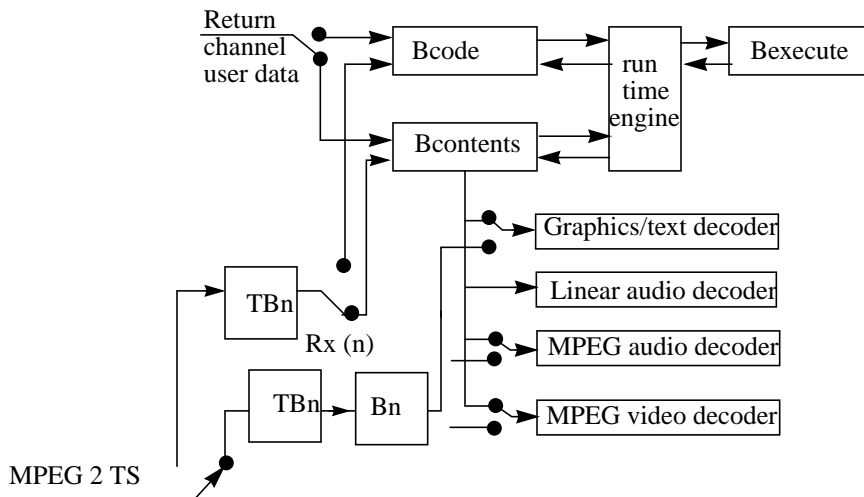 Return
channel
user data
Bcode
run
time
engine
Bexecute
Bcontents
Graphics/text decoder
TBn
Linear audio decoder
Rx (n)
MPEG audio decoder
TBn
Bn
MPEG video decoder
MPEG 2 TS